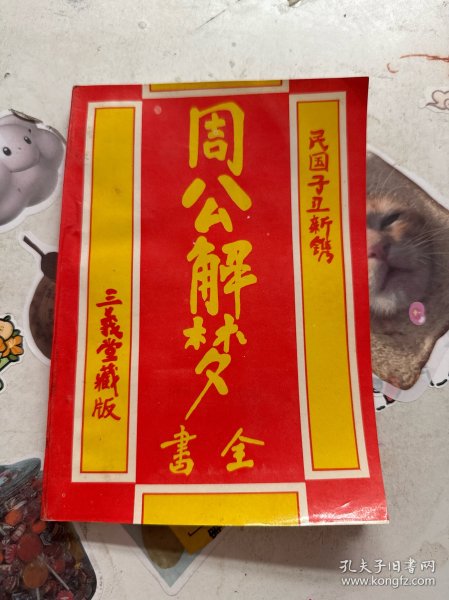 民国子丑新镌
周公解梦
全書
三義堂藏版
孔夫子旧书网
www.kongfz.com